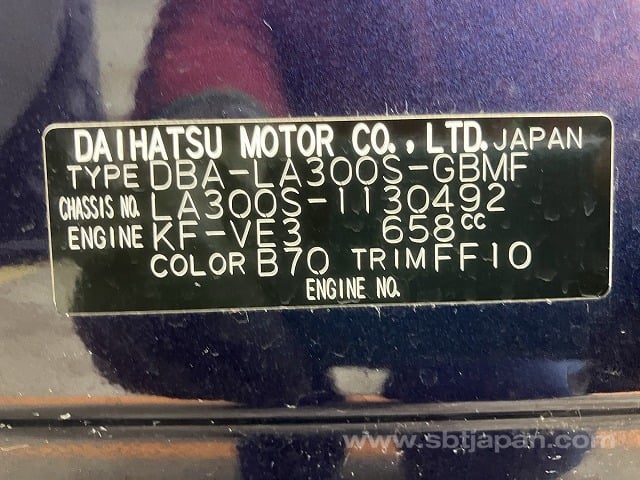 DAIHATSU MOTOR CO., LTD. JAPAN
TYPE DBA-LA300S-GBMF
CHASSIS NO. LA300S-1130492
ENGINE KF-VE3 658cc
COLOR B70 TRIM FF10
ENGINE NO.
www.sbtjapan.com